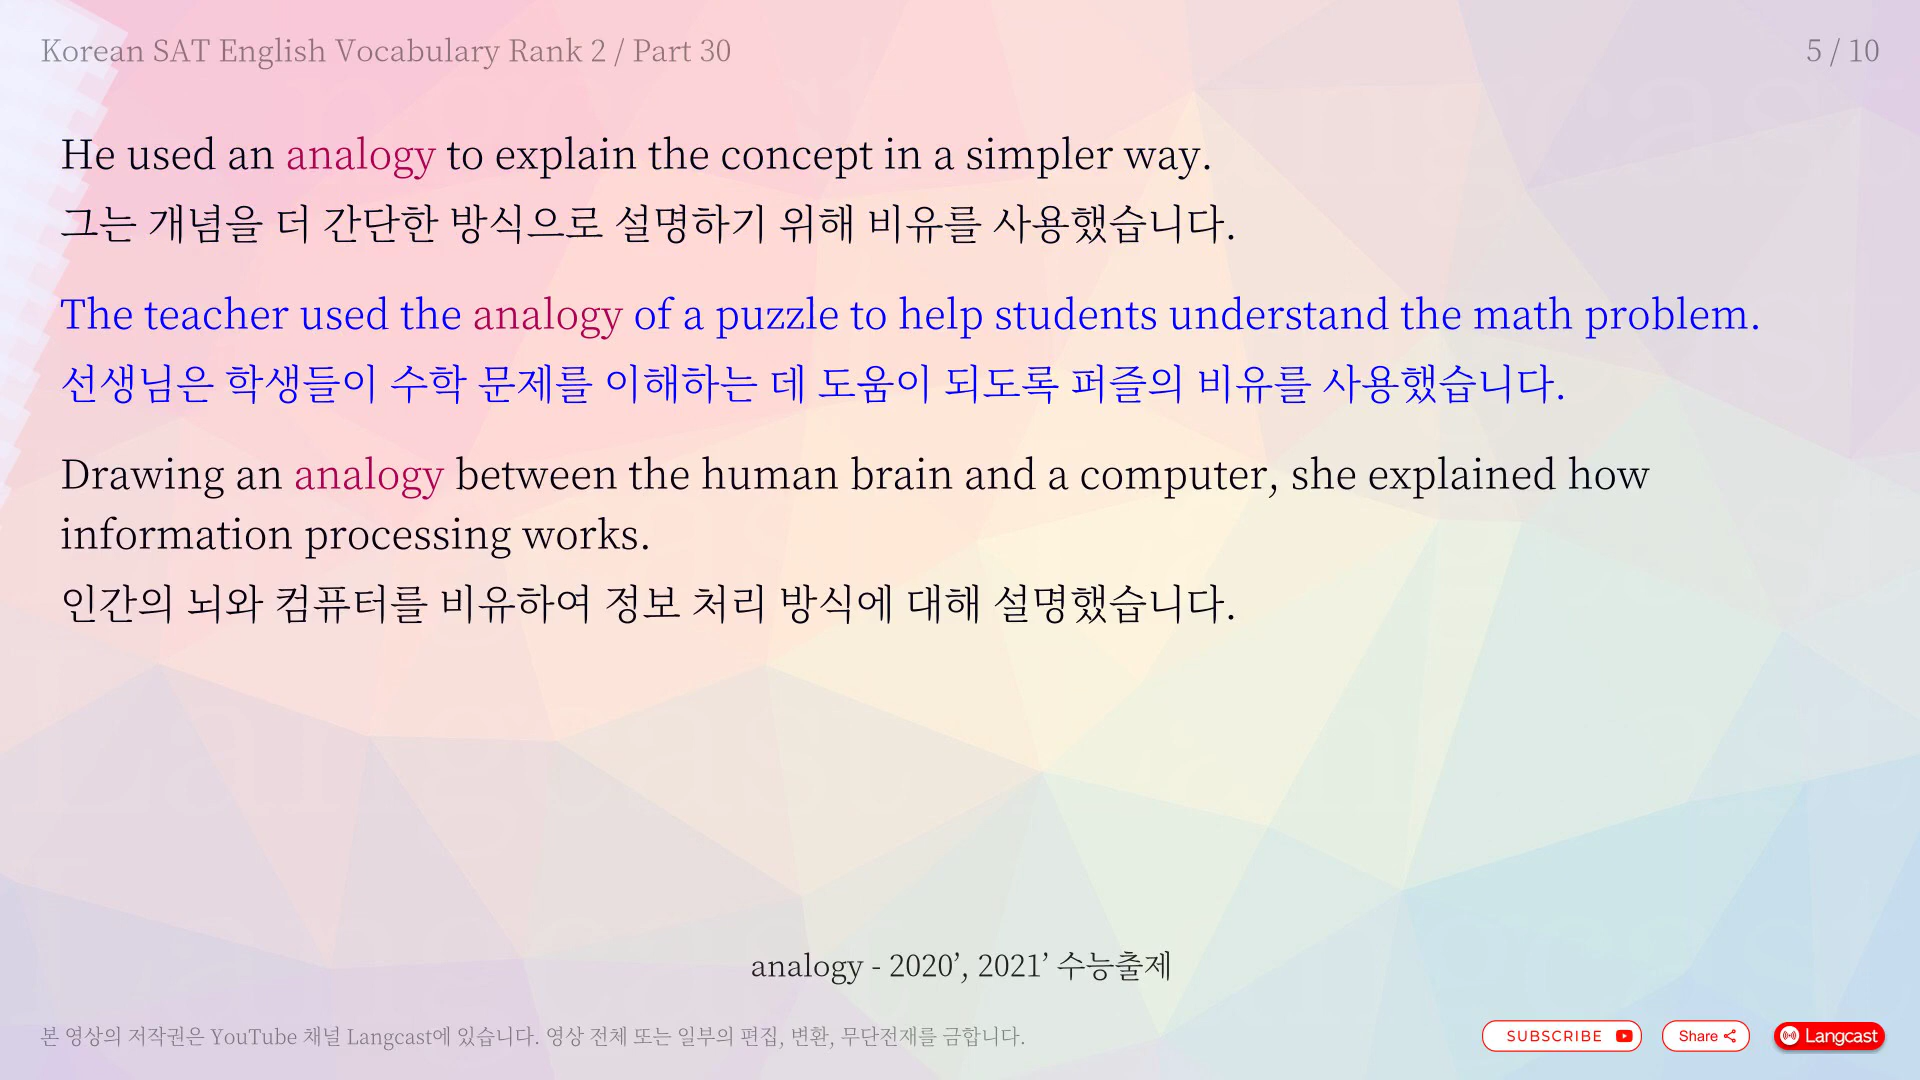 Korean SAT English Vocabulary Rank 2 / Part 30
5 / 10
He used an analogy to explain the concept in a simpler way.
그는 개념을 더 간단한 방식으로 설명하기 위해 비유를 사용했습니다.
The teacher used the analogy of a puzzle to help students understand the math problem.
선생님은 학생들이 수학 문제를 이해하는 데 도움이 되도록 퍼즐의 비유를 사용했습니다.
Drawing an analogy between the human brain and a computer, she explained how
information processing works.
인간의 뇌와 컴퓨터를 비유하여 정보 처리 방식에 대해 설명했습니다.
analogy - 2020’, 2021’ 수능출제
본 영상의 저작권은 YouTube 채널 Langcast에 있습니다. 영상 전체 또는 일부의 편집, 변환, 무단전재를 금합니다.
SUBSCRIBE
Share
Langcast